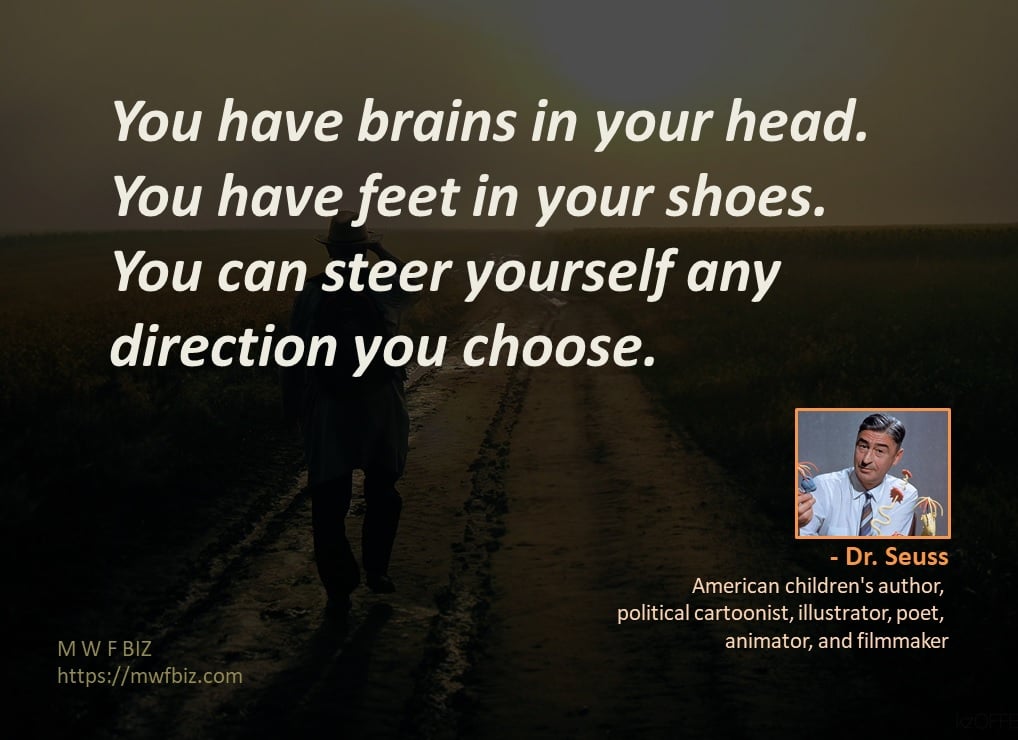 You have brains in your head.
You have feet in your shoes.
You can steer yourself any
direction you choose.
- Dr. Seuss
American children's author,
political cartoonist, illustrator, poet,
animator, and filmmaker
M W F BIZ
https://mwfbiz.com